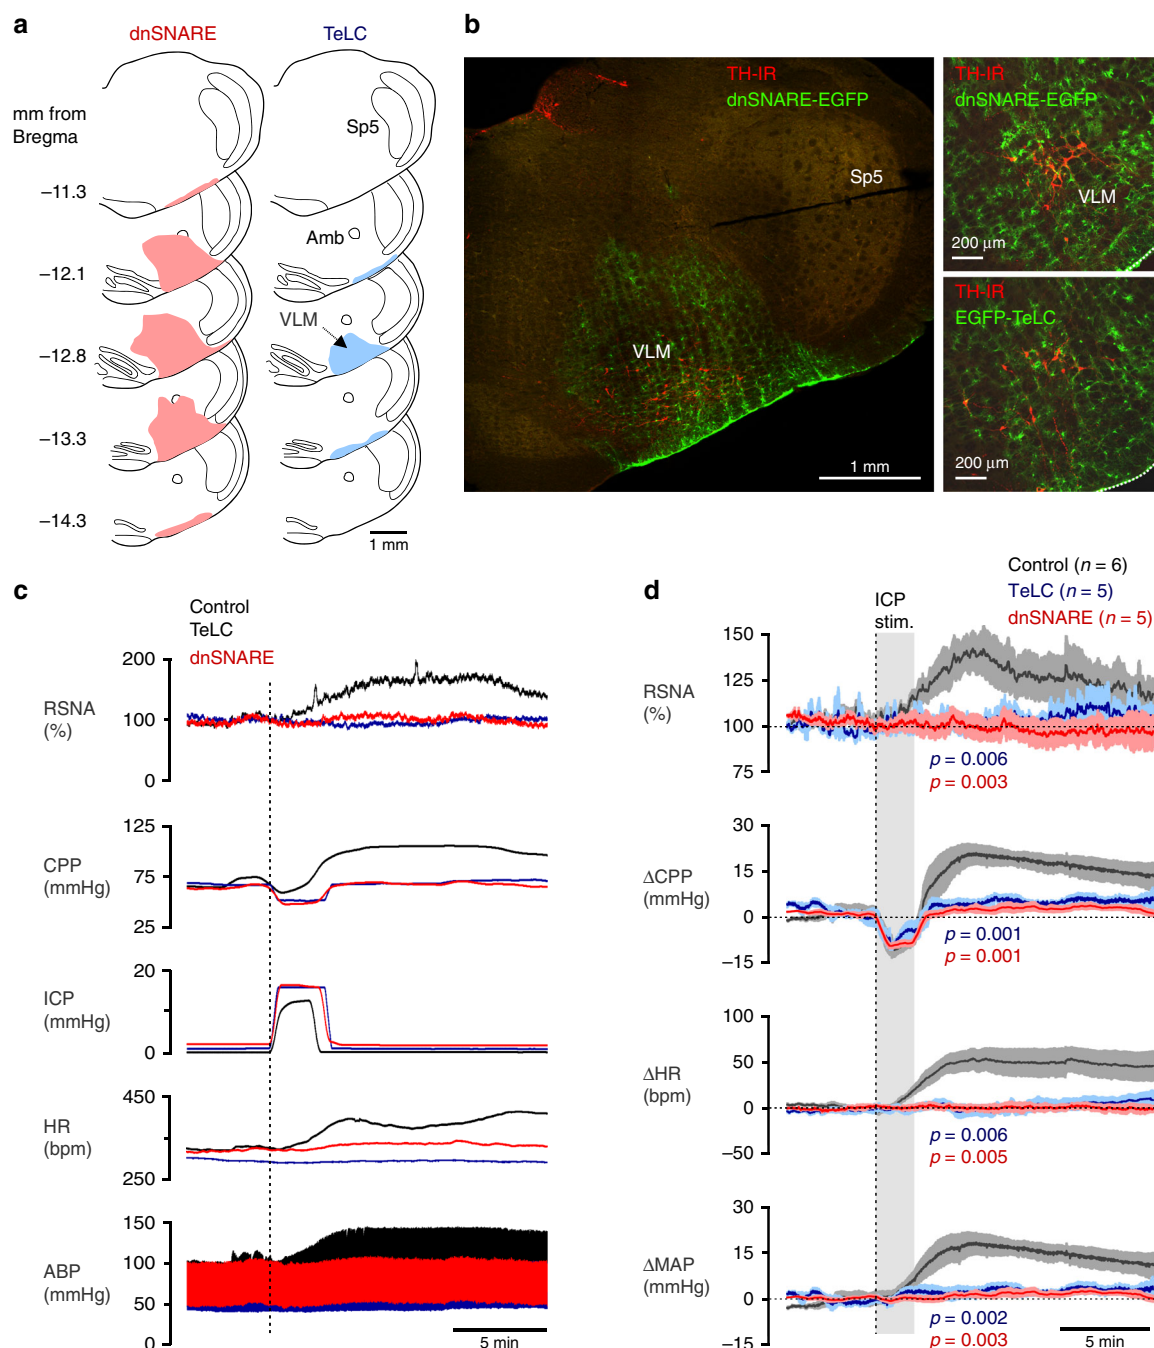 a
dnSNARE
TeLC
mm from
Bregma
Sp5
−11.3
Amb
−12.1
VLM
−12.8
−13.3
−14.3
1 mm
b
TH-IR
dnSNARE-EGFP
Sp5
VLM
1 mm
TH-IR
dnSNARE-EGFP
VLM
200 μm
TH-IR
EGFP-TeLC
200 μm
c
Control
TeLC
dnSNARE
RSNA
(%)
200
100
0
CPP
(mmHg)
125
75
25
ICP
(mmHg)
20
0
HR
(bpm)
450
250
ABP
(mmHg)
150
100
50
0
5 min
d
Control (n = 6)
TeLC (n = 5)
dnSNARE (n = 5)
ICP
stim.
RSNA
(%)
150
125
100
75
p = 0.006
p = 0.003
ΔCPP
(mmHg)
30
15
0
−15
p = 0.001
p = 0.001
ΔHR
(bpm)
100
50
0
−50
p = 0.006
p = 0.005
ΔMAP
(mmHg)
30
15
0
−15
p = 0.002
p = 0.003
5 min